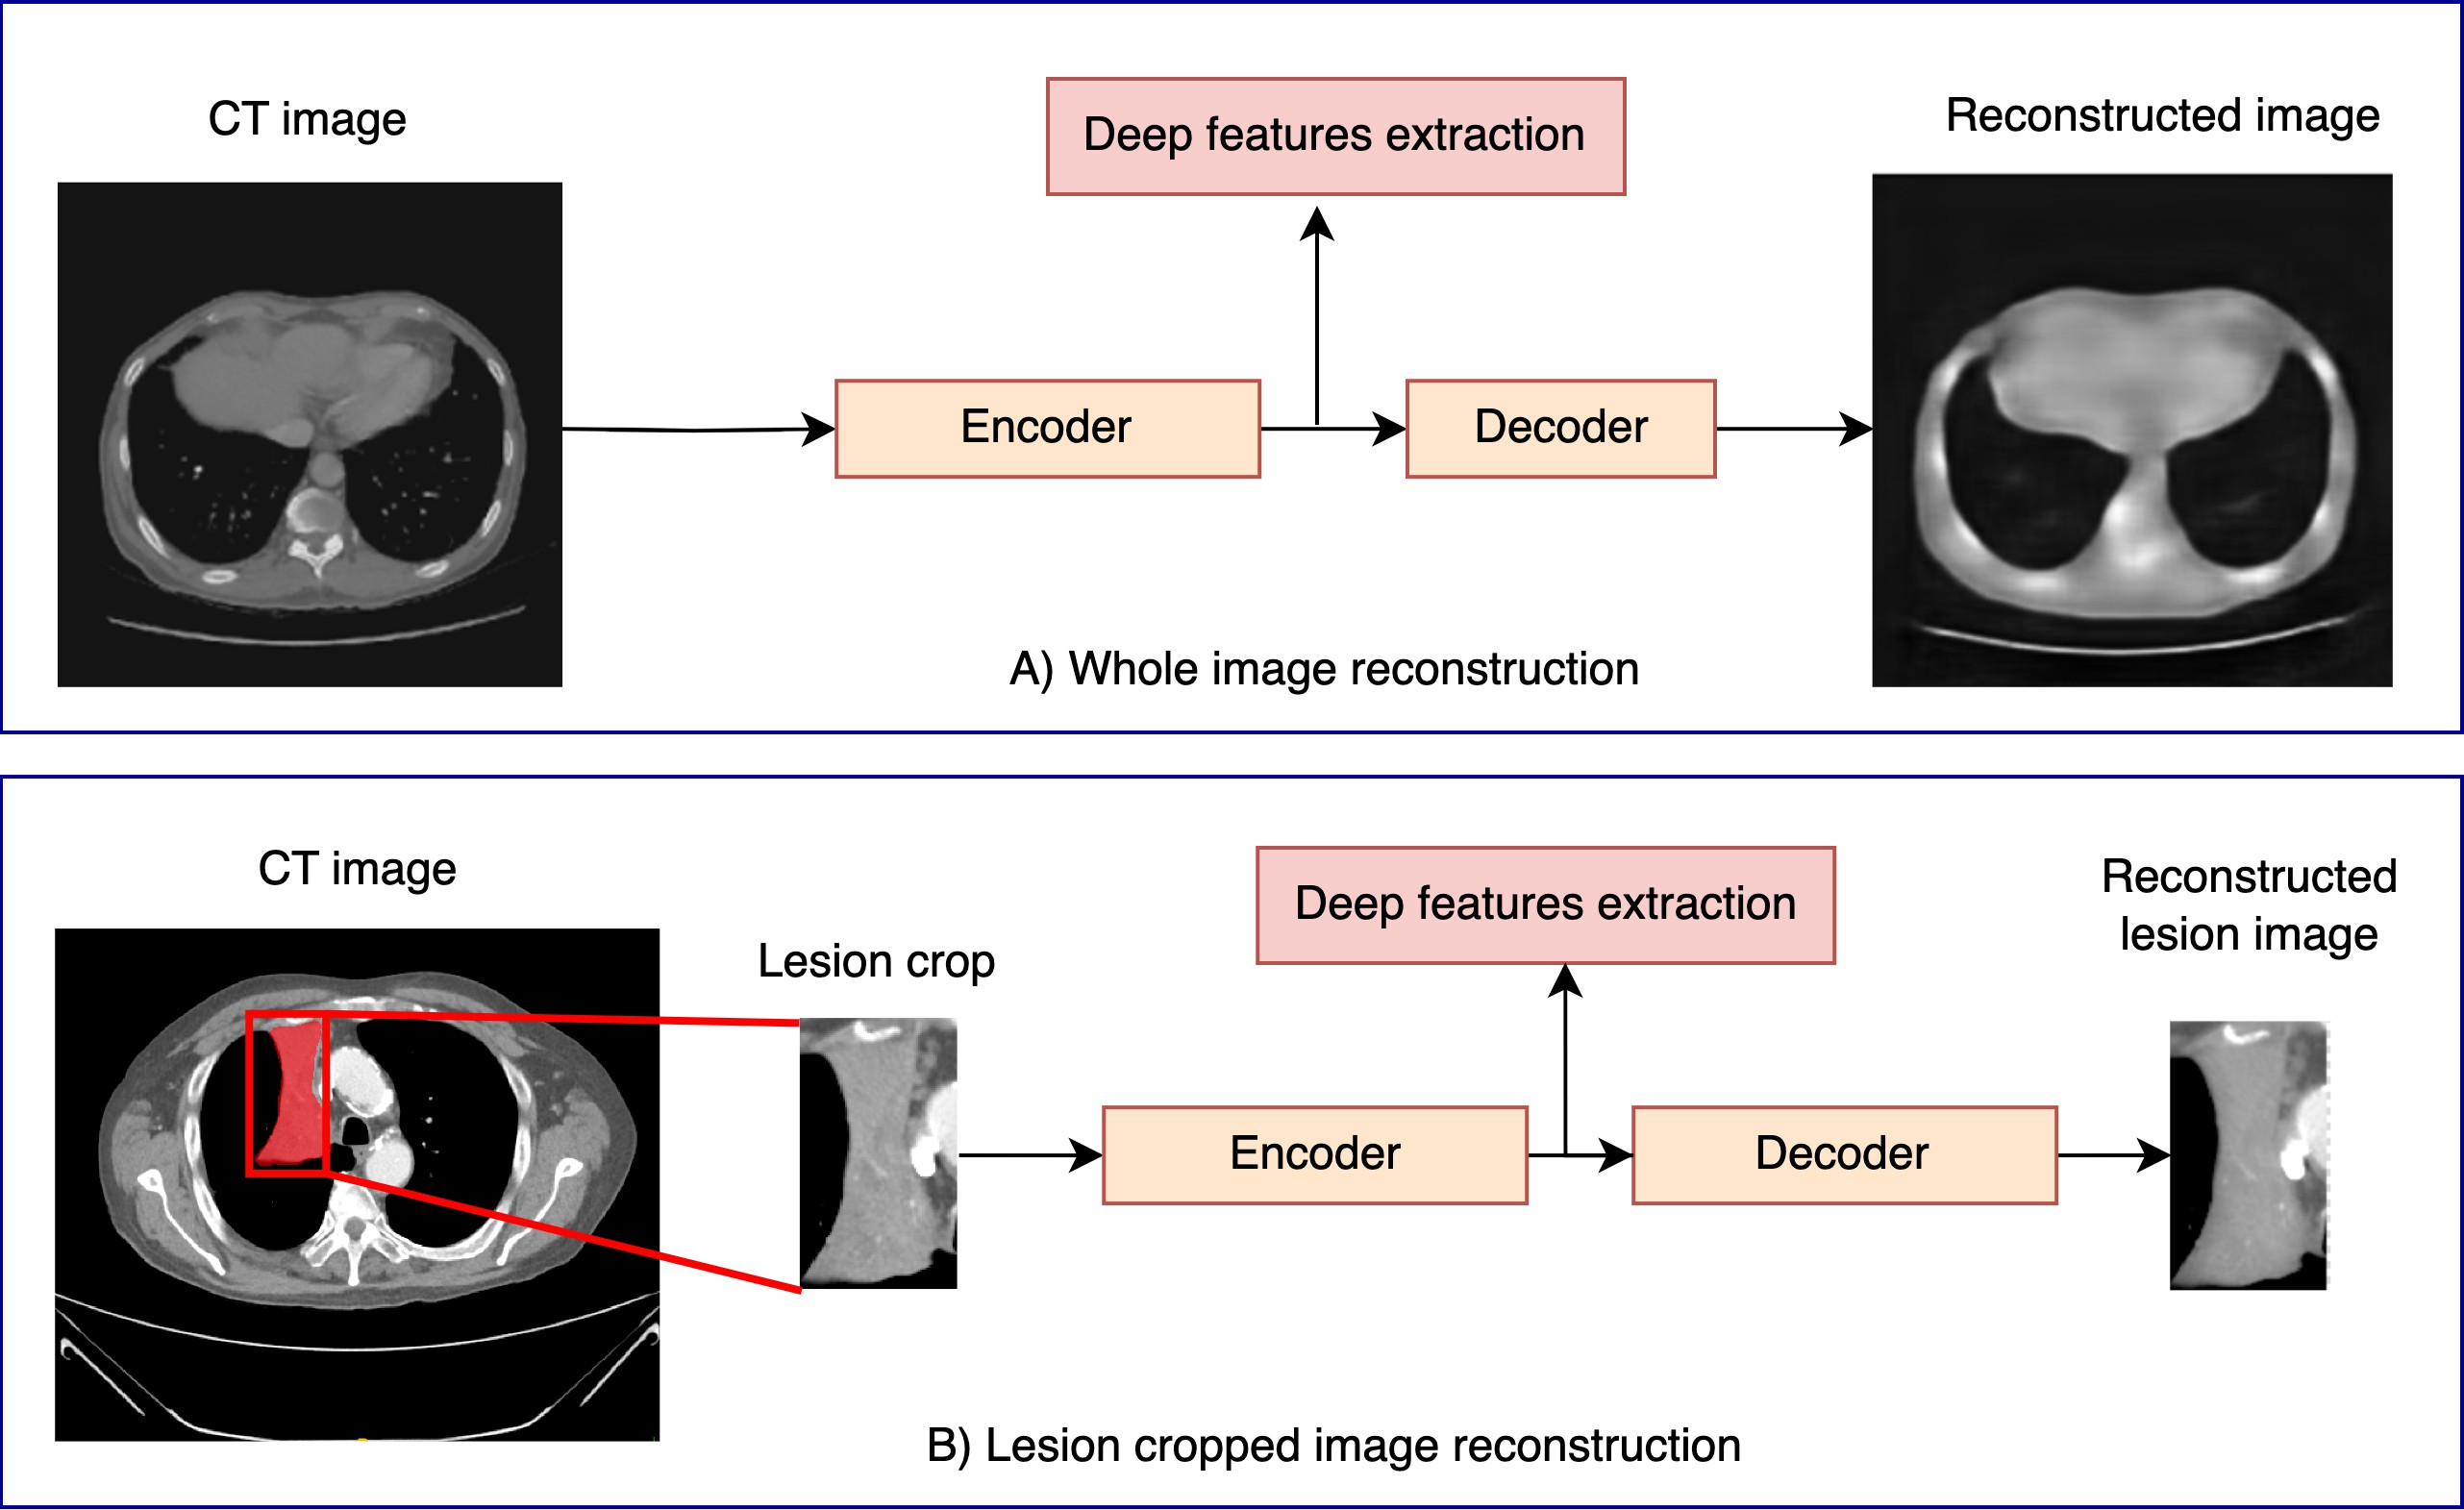 CT image
Deep features extraction
Reconstructed image
Encoder
Decoder
A) Whole image reconstruction
CT image
Lesion crop
Deep features extraction
Reconstructed
lesion image
Encoder
Decoder
B) Lesion cropped image reconstruction